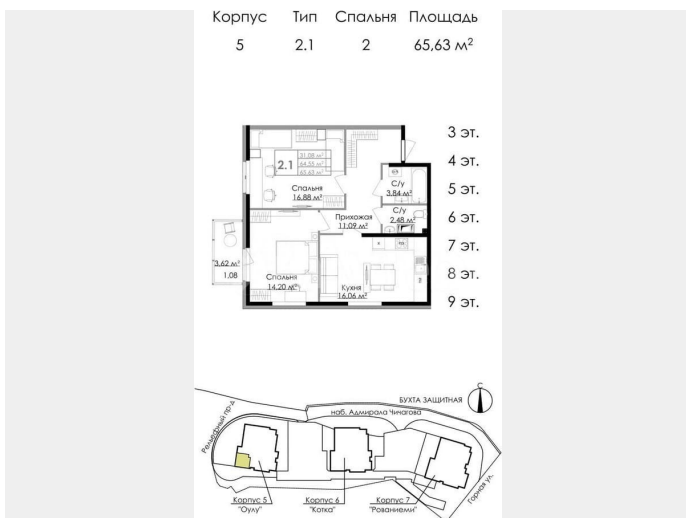 Корпус Тип Спальня Площадь
5 2.1 2 65,63 м²
3 эт.
4 эт.
5 эт.
6 эт.
7 эт.
8 эт.
9 эт.
2.1
31.08 м²
64.55 м²
65.63 м²
Спальня
16.88 м²
С/у
3.84 м²
С/у
2.48 м²
Прихожая
11.09 м²
3,62 м²
1.08
Спальня
14.20 м²
Кухня
16.06 м²
С
БУХТА ЗАЩИТНАЯ
наб. Адмирала Чичагова
Рельефный пр-д
Горная ул.
Корпус 5
"Оулу"
Корпус 6
"Котка"
Корпус 7
"Рованиеми"